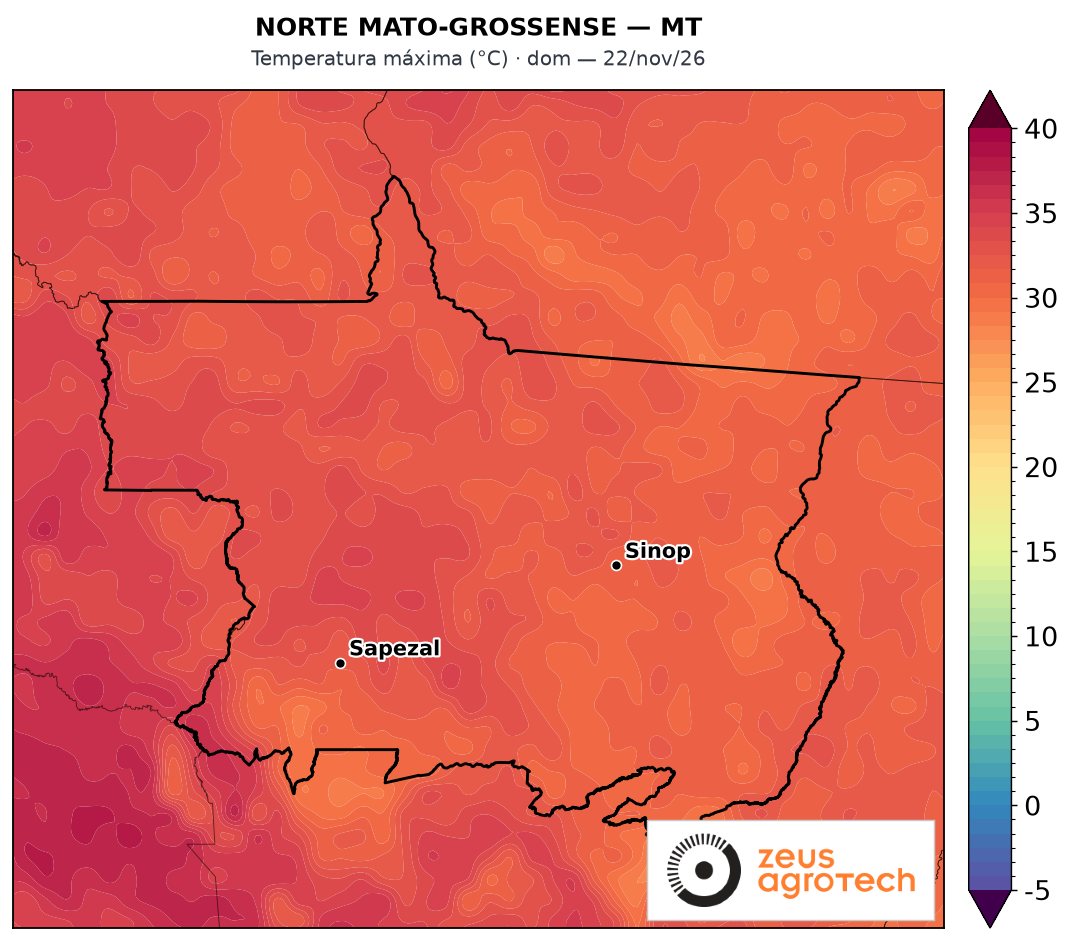 NORTE MATO-GROSSENSE — MT
Temperatura máxima (°C) · dom — 22/nov/26
40
35
30
25
20
15
10
5
0
-5
Sinop
Sapezal
zeus
agrotech